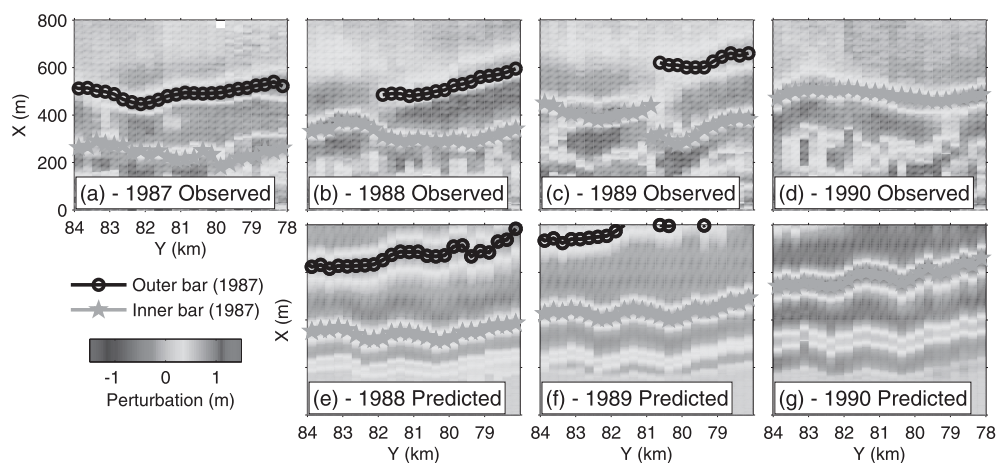 800
600
400
200
0
X (m)
(a) - 1987 Observed
(b) - 1988 Observed
(c) - 1989 Observed
(d) - 1990 Observed
84 83 82 81 80 79 78
Y (km)
Outer bar (1987)
Inner bar (1987)
-1 0 1
Perturbation (m)
X (m)
(e) - 1988 Predicted
(f) - 1989 Predicted
(g) - 1990 Predicted
84 83 82 81 80 79
84 83 82 81 80 79 78
84 83 82 81 80 79 78
Y (km)
Y (km)
Y (km)